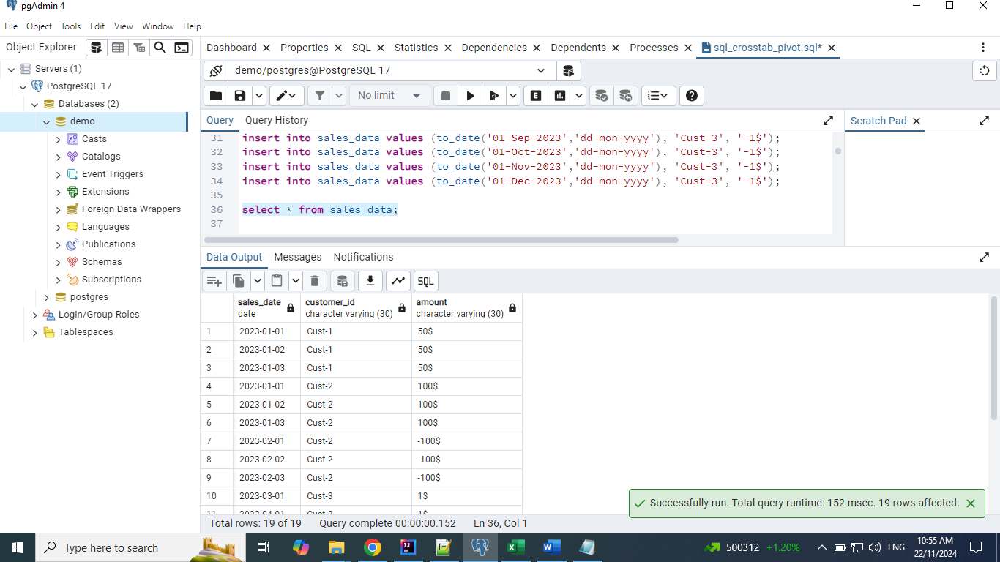 pgAdmin 4
File Object Tools Edit View Window Help
Object Explorer
Dashboard Properties SQL Statistics Dependencies Dependents Processes sql_crosstab_pivot.sql*
Servers (1)
PostgreSQL 17
Databases (2)
demo
Casts
Catalogs
Event Triggers
Extensions
Foreign Data Wrappers
Languages
Publications
Schemas
Subscriptions
postgres
Login/Group Roles
Tablespaces
demo/postgres@PostgreSQL 17
No limit
E
Query Query History
Scratch Pad
31 insert into sales_data values (to_date('01-Sep-2023','dd-mon-yyyy'), 'Cust-3', '-1$');
32 insert into sales_data values (to_date('01-Oct-2023','dd-mon-yyyy'), 'Cust-3', '-1$');
33 insert into sales_data values (to_date('01-Nov-2023','dd-mon-yyyy'), 'Cust-3', '-1$');
34 insert into sales_data values (to_date('01-Dec-2023','dd-mon-yyyy'), 'Cust-3', '-1$');
35
36 select * from sales_data;
37
Data Output Messages Notifications
SQL
sales_date customer_id amount
date character varying (30) character varying (30)
1 2023-01-01 Cust-1 50$
2 2023-01-02 Cust-1 50$
3 2023-01-03 Cust-1 50$
4 2023-01-01 Cust-2 100$
5 2023-01-02 Cust-2 100$
6 2023-01-03 Cust-2 100$
7 2023-02-01 Cust-2 -100$
8 2023-02-02 Cust-2 -100$
9 2023-02-03 Cust-2 -100$
10 2023-03-01 Cust-3 1$
11 2023-04-01 Cust-3 1$
Successfully run. Total query runtime: 152 msec. 19 rows affected.
Total rows: 19 of 19 Query complete 00:00:00.152 Ln 36, Col 1
Type here to search
500312 +1.20%
ENG
10:55 AM
22/11/2024